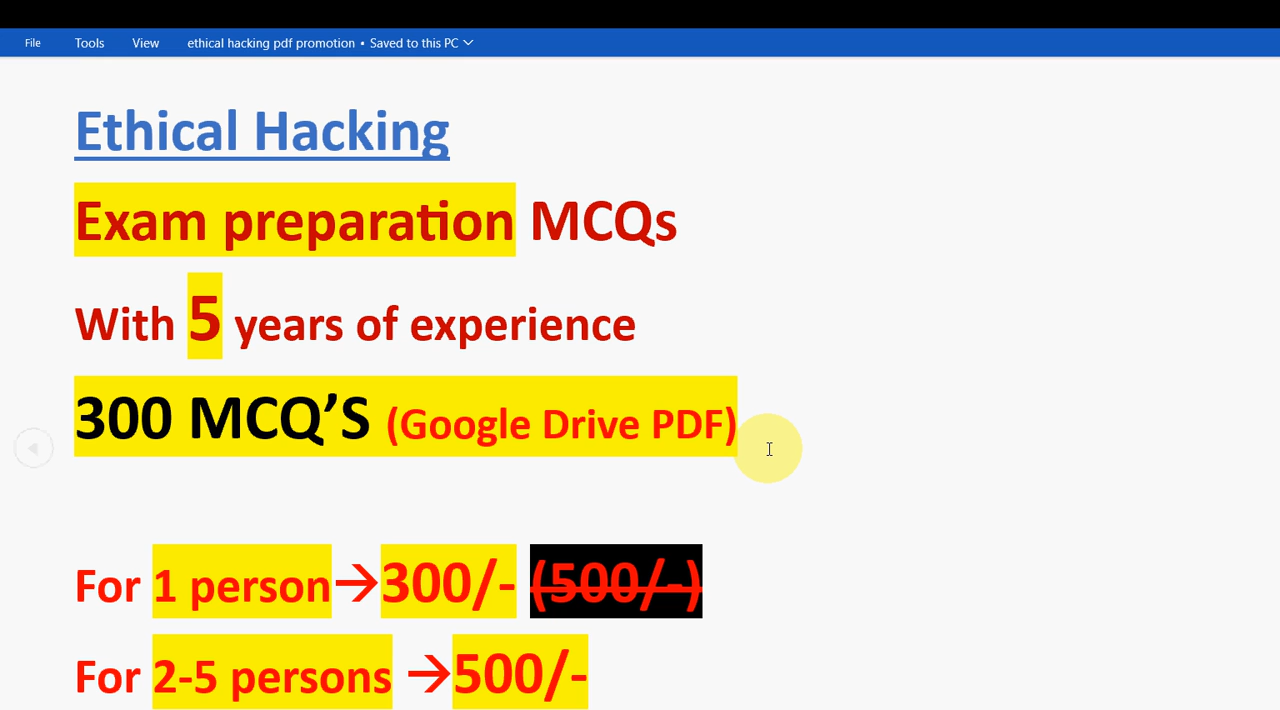 File Tools View ethical hacking pdf promotion • Saved to this PC
Ethical Hacking
Exam preparation MCQs
With 5 years of experience
300 MCQ’S (Google Drive PDF)
For 1 person→300/- (500/-)
For 2-5 persons →500/-